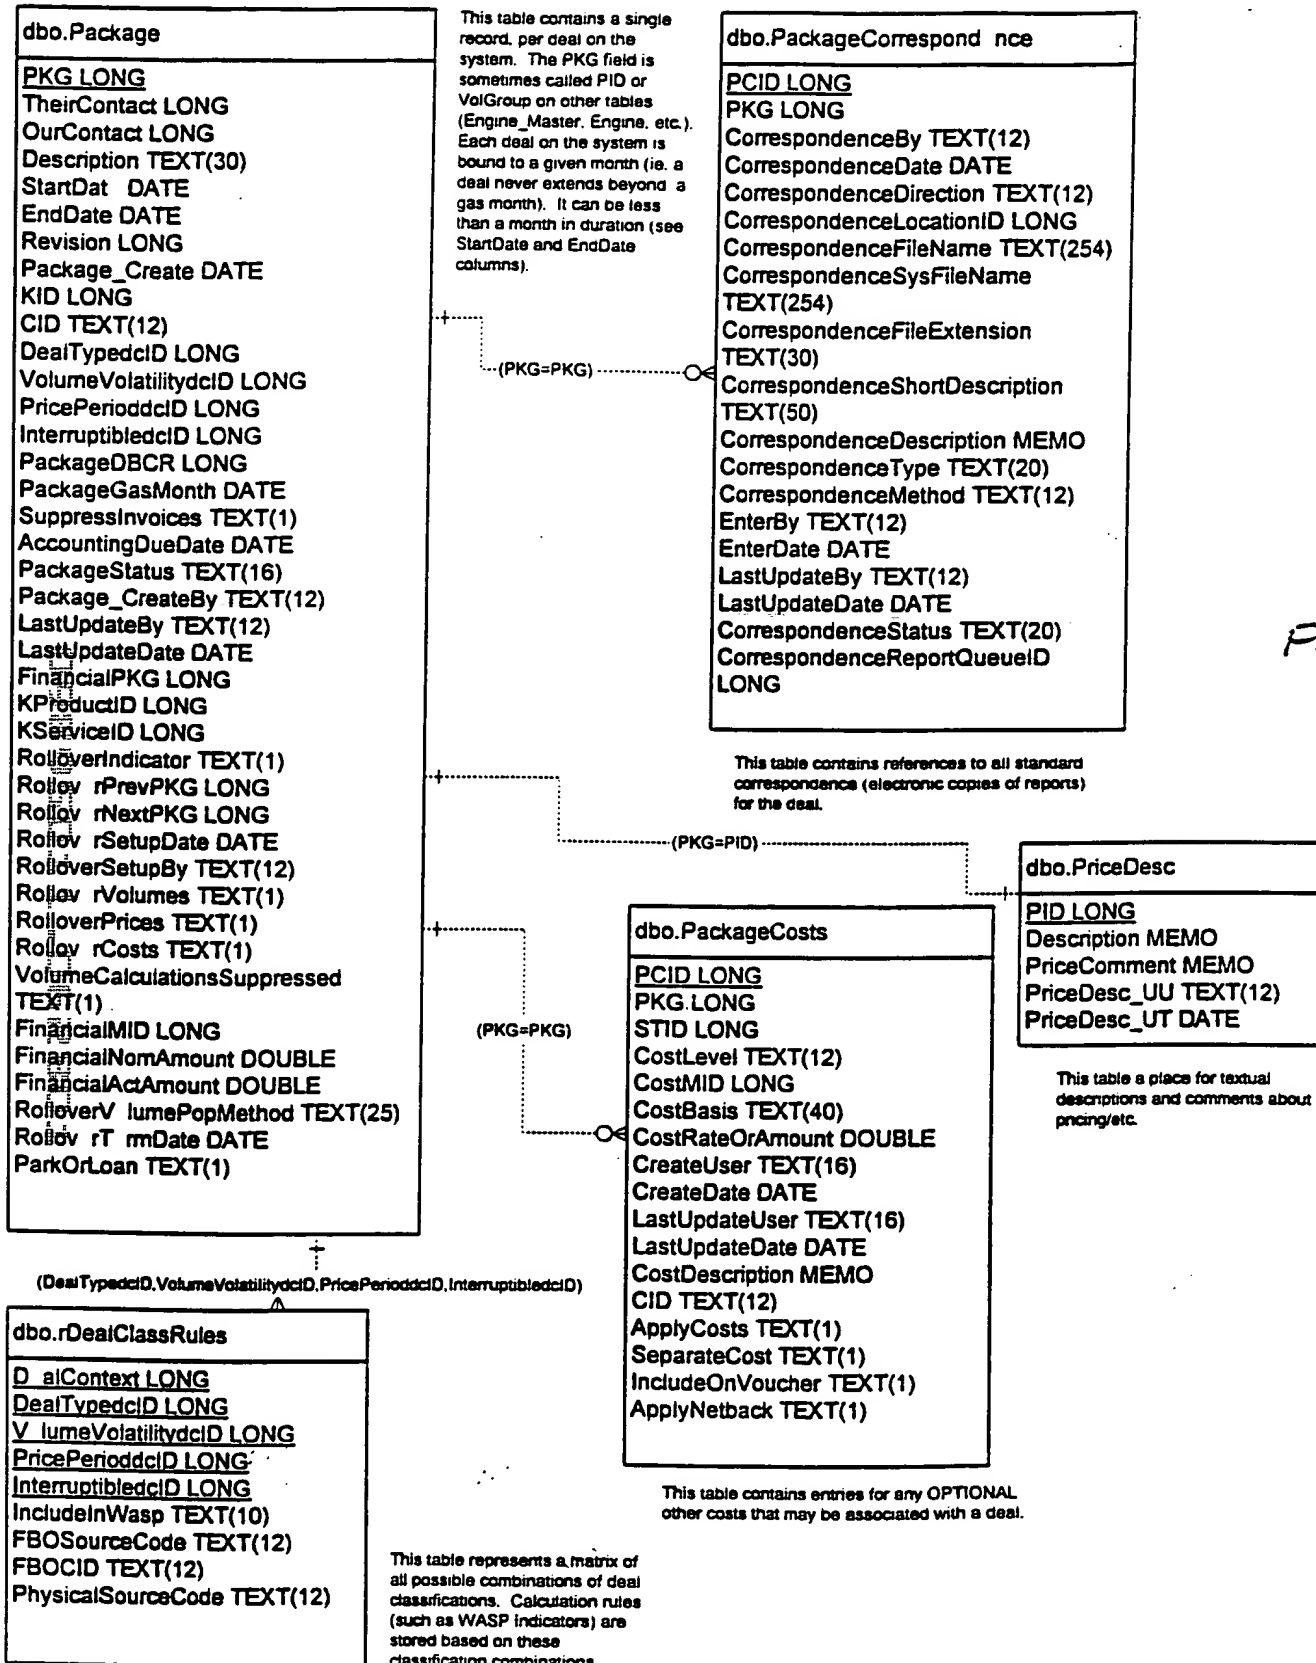 dbo.Package
PKG LONG
TheirContact LONG
OurContact LONG
Description TEXT(30)
StartDat DATE
EndDate DATE
Revision LONG
Package_Create DATE
KID LONG
CID TEXT(12)
DealTypedcID LONG
VolumeVolatilitydcID LONG
PricePerioddcID LONG
InterruptibledcID LONG
PackageDBCR LONG
PackageGasMonth DATE
SuppressInvoices TEXT(1)
AccountingDueDate DATE
PackageStatus TEXT(16)
Package_CreateBy TEXT(12)
LastUpdateBy TEXT(12)
LastUpdateDate DATE
FinancialPKG LONG
KProductID LONG
KServiceID LONG
RolloverIndicator TEXT(1)
Rollov rPrevPKG LONG
Rollov rNextPKG LONG
Rollov rSetupDate DATE
RolloverSetupBy TEXT(12)
Rollov rVolumes TEXT(1)
RolloverPrices TEXT(1)
Rollov rCosts TEXT(1)
VolumeCalculationsSuppressed
TEXT(1)
FinancialMID LONG
FinancialNomAmount DOUBLE
FinancialActAmount DOUBLE
RolloverV lumePopMethod TEXT(25)
Rollov rT rmDate DATE
ParkOrLoan TEXT(1)
This table contains a single
record, per deal on the
system. The PKG field is
sometimes called PID or
VolGroup on other tables
(Engine_Master, Engine, etc.).
Each deal on the system is
bound to a given month (ie. a
deal never extends beyond a
gas month). It can be less
than a month in duration (see
StartDate and EndDate
columns).
(PKG=PKG)
dbo.PackageCorrespond nce
PCID LONG
PKG LONG
CorrespondenceBy TEXT(12)
CorrespondenceDate DATE
CorrespondenceDirection TEXT(12)
CorrespondenceLocationID LONG
CorrespondenceFileName TEXT(254)
CorrespondenceSysFileName
TEXT(254)
CorrespondenceFileExtension
TEXT(30)
CorrespondenceShortDescription
TEXT(50)
CorrespondenceDescription MEMO
CorrespondenceType TEXT(20)
CorrespondenceMethod TEXT(12)
EnterBy TEXT(12)
EnterDate DATE
LastUpdateBy TEXT(12)
LastUpdateDate DATE
CorrespondenceStatus TEXT(20)
CorrespondenceReportQueueID
LONG
This table contains references to all standard
correspondence (electronic copies of reports)
for the deal.
(PKG=PID)
dbo.PriceDesc
PID LONG
Description MEMO
PriceComment MEMO
PriceDesc_UU TEXT(12)
PriceDesc_UT DATE
This table a place for textual
descriptions and comments about
pricing/etc.
(PKG=PKG)
dbo.PackageCosts
PCID LONG
PKG LONG
STID LONG
CostLevel TEXT(12)
CostMID LONG
CostBasis TEXT(40)
CostRateOrAmount DOUBLE
CreateUser TEXT(16)
CreateDate DATE
LastUpdateUser TEXT(16)
LastUpdateDate DATE
CostDescription MEMO
CID TEXT(12)
ApplyCosts TEXT(1)
SeparateCost TEXT(1)
IncludeOnVoucher TEXT(1)
ApplyNetback TEXT(1)
This table contains entries for any OPTIONAL
other costs that may be associated with a deal.
(DealTypedcID,VolumeVolatilitydcID,PricePerioddcID,InterruptibledcID)
dbo.rDealClassRules
D alContext LONG
DealTypedcID LONG
V lumeVolatilitydcID LONG
PricePerioddcID LONG
InterruptibledcID LONG
IncludeInWasp TEXT(10)
FBOSourceCode TEXT(12)
FBOCID TEXT(12)
PhysicalSourceCode TEXT(12)
This table represents a matrix of
all possible combinations of deal
classifications. Calculation rules
(such as WASP indicators) are
stored based on these
classification combinations